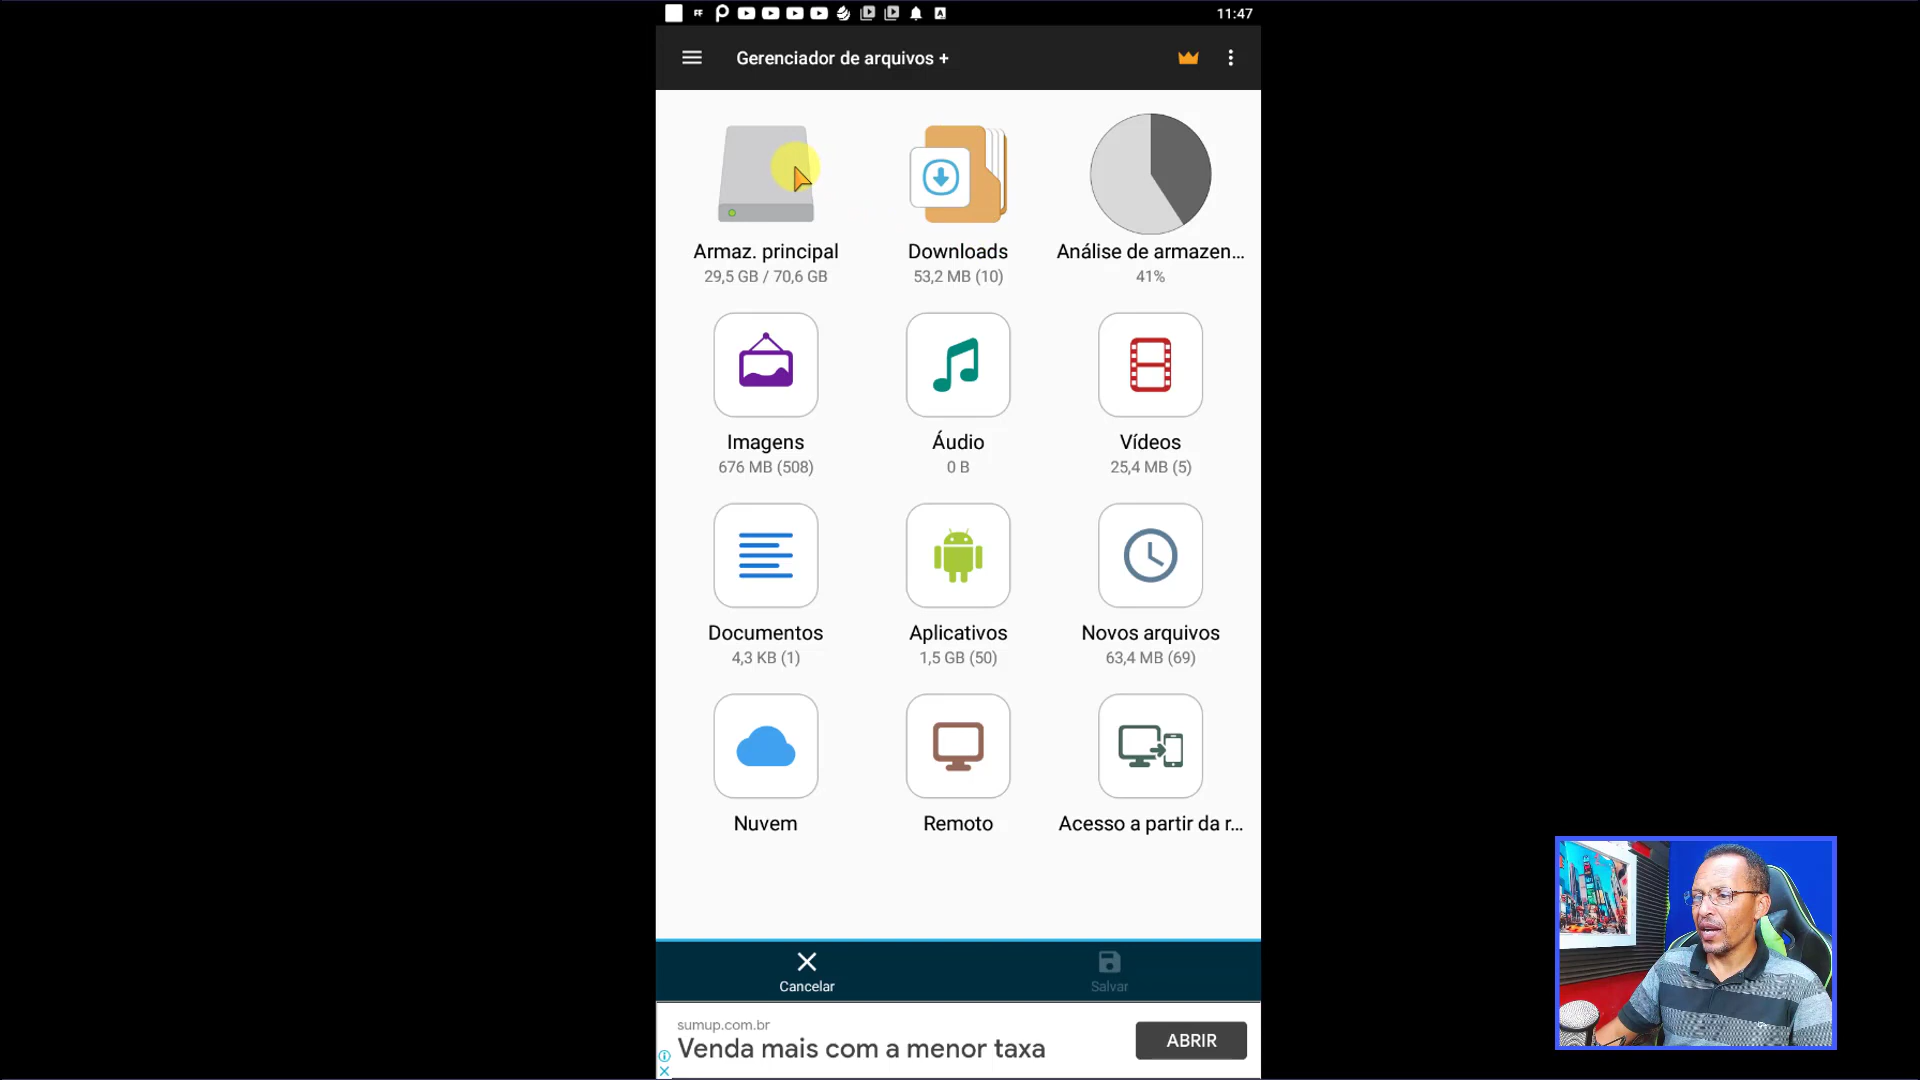 FF
11:47
Gerenciador de arquivos +
Armaz. principal
29,5 GB / 70,6 GB
Downloads
53,2 MB (10)
Análise de armazen...
41%
Imagens
676 MB (508)
Áudio
0 B
Vídeos
25,4 MB (5)
Documentos
4,3 KB (1)
Aplicativos
1,5 GB (50)
Novos arquivos
63,4 MB (69)
Nuvem
Remoto
Acesso a partir da r...
Cancelar
Salvar
sumup.com.br
Venda mais com a menor taxa
ABRIR